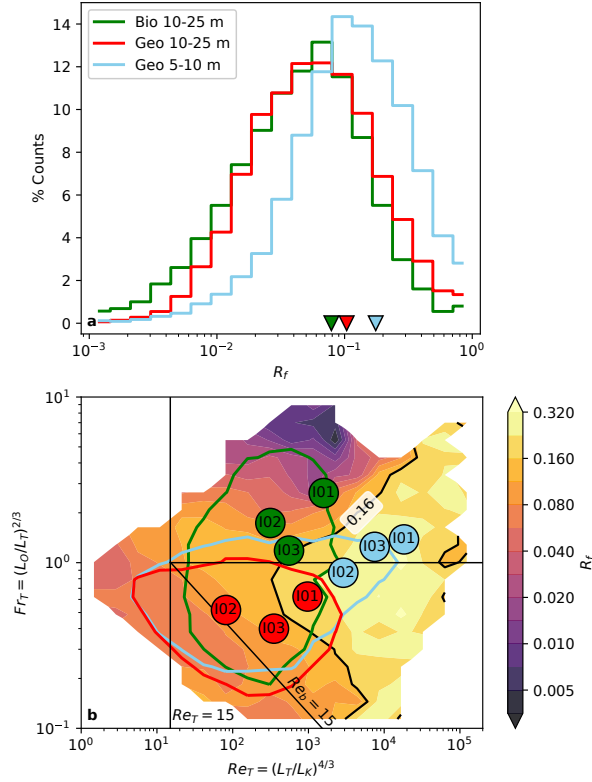 Bio 10-25 m
Geo 10-25 m
Geo 5-10 m
14
12
10
8
6
4
2
0
% Counts
a
10⁻³ 10⁻² 10⁻¹ 10⁰
R_f
10¹
10⁰
10⁻¹
Fr_T = (L_O/L_T)^{2/3}
0.16
I01
I02
I03
I01
I03
I02
I01
I02
I03
Re_b = 15
b
Re_T = 15
10⁰ 10¹ 10² 10³ 10⁴ 10⁵
Re_T = (L_T/L_K)^{4/3}
0.320
0.160
0.080
0.040
0.020
0.010
0.005
R_f